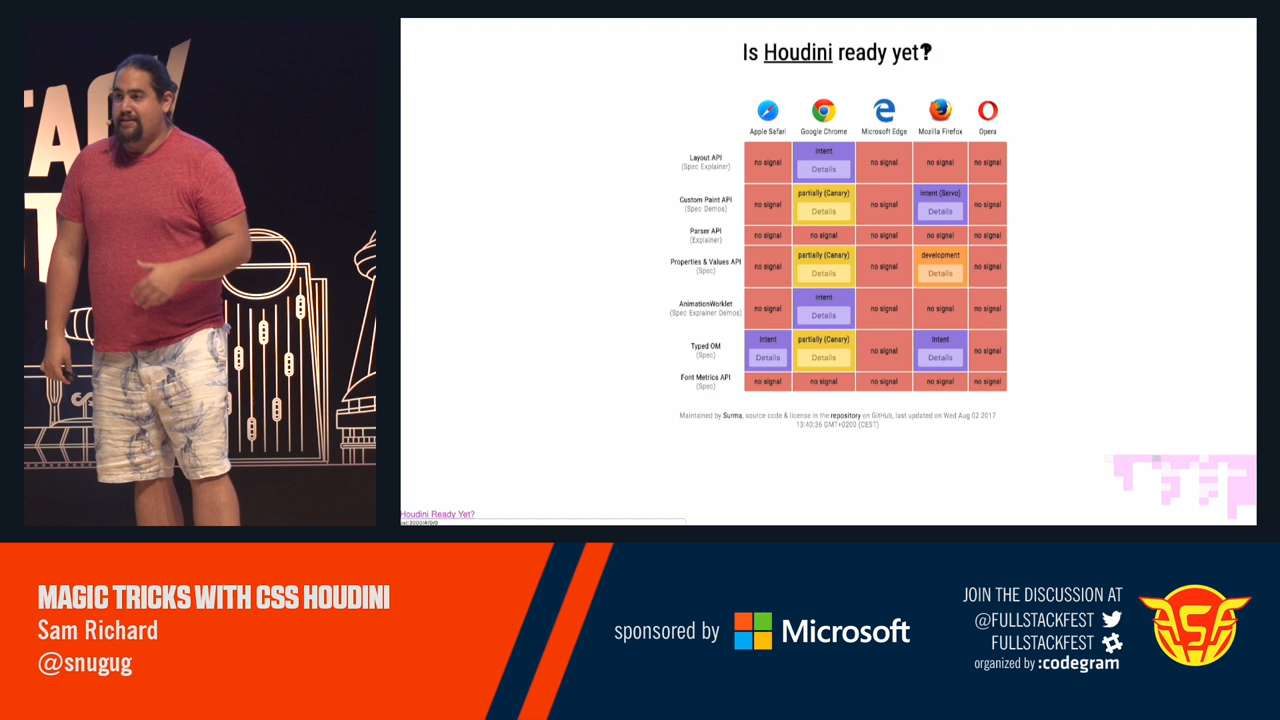 Is Houdini ready yet?
Apple Safari Google Chrome Microsoft Edge Mozilla Firefox Opera
Layout API
(Spec Explainer)
no signal intent Details no signal no signal no signal
Custom Paint API
(Spec Demos)
no signal partially (Canary) Details no signal intent (Servo) Details no signal
Parser API
(Explainer)
no signal no signal no signal no signal no signal
Properties & Values API
(Spec)
no signal partially (Canary) Details no signal development Details no signal
AnimationWorklet
(Spec Explainer Demos)
no signal intent Details no signal no signal no signal
Typed OM
(Spec)
Intent Details partially (Canary) Details no signal Intent Details no signal
Font Metrics API
(Spec)
no signal no signal no signal no signal no signal
Maintained by Surma, source code & license in the repository on GitHub, last updated on Wed Aug 02 2017
13:40:36 GMT+0200 (CEST)
Houdini Ready Yet?
MAGIC TRICKS WITH CSS HOUDINI
Sam Richard
@snugug
sponsored by Microsoft
JOIN THE DISCUSSION AT
@FULLSTACKFEST
FULLSTACKFEST
organized by :codegram